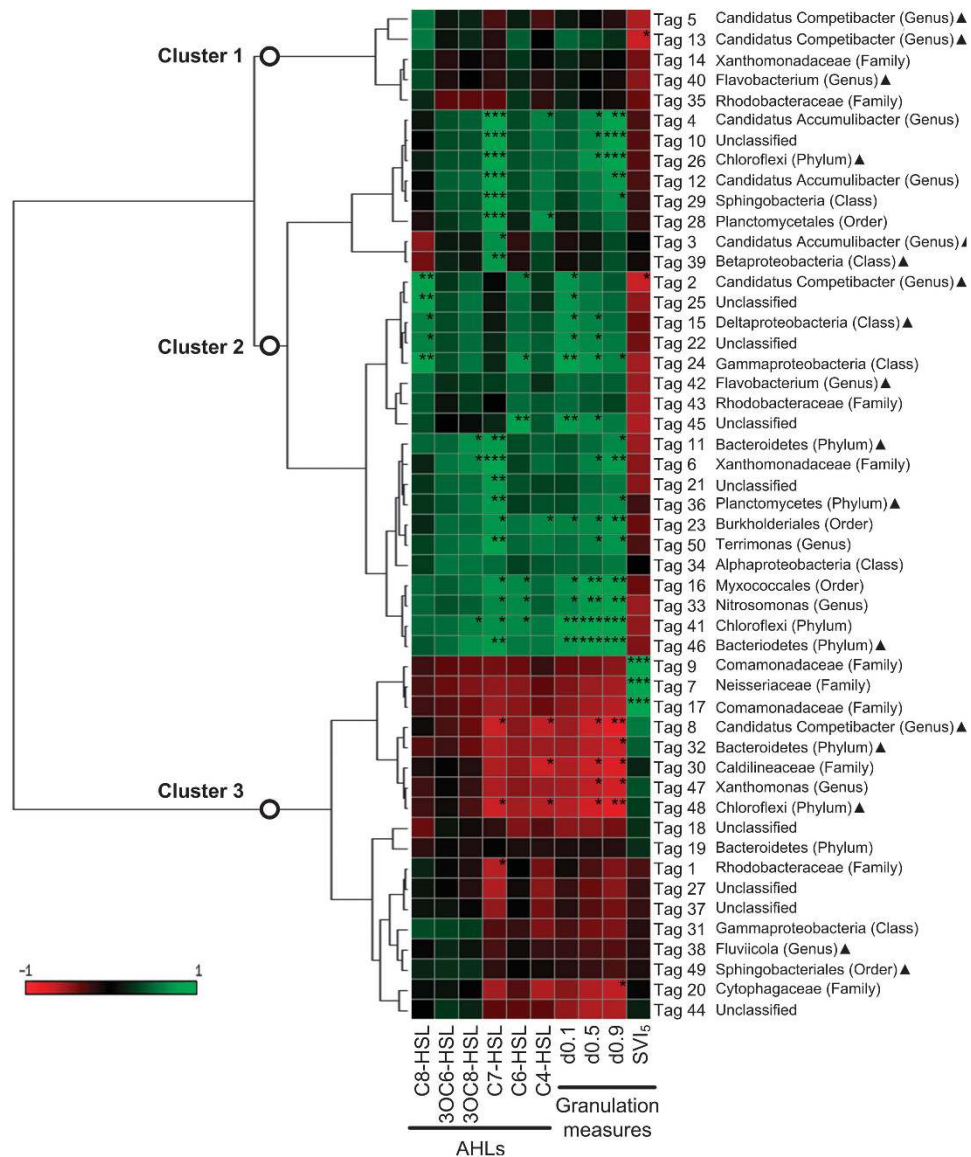 Cluster 1
Cluster 2
Cluster 3
-1 1
Tag 5 Candidatus Competibacter (Genus)▲
* Tag 13 Candidatus Competibacter (Genus)▲
Tag 14 Xanthomonadaceae (Family)
Tag 40 Flavobacterium (Genus)▲
Tag 35 Rhodobacteraceae (Family)
*** * * ** Tag 4 Candidatus Accumulibacter (Genus)
*** * *** Tag 10 Unclassified
*** **** Tag 26 Chloroflexi (Phylum)▲
*** ** Tag 12 Candidatus Accumulibacter (Genus)
*** * Tag 29 Sphingobacteria (Class)
*** * Tag 28 Planctomycetales (Order)
* Tag 3 Candidatus Accumulibacter (Genus)▲
** Tag 39 Betaproteobacteria (Class)▲
** * * * Tag 2 Candidatus Competibacter (Genus)▲
** * Tag 25 Unclassified
* * * Tag 15 Deltaproteobacteria (Class)▲
* * * Tag 22 Unclassified
** * ** * * Tag 24 Gammaproteobacteria (Class)
Tag 42 Flavobacterium (Genus)▲
Tag 43 Rhodobacteraceae (Family)
** ** * Tag 45 Unclassified
* ** * Tag 11 Bacteroidetes (Phylum)▲
**** * ** Tag 6 Xanthomonadaceae (Family)
** Tag 21 Unclassified
** * Tag 36 Planctomycetes (Phylum)▲
* * * * ** Tag 23 Burkholderiales (Order)
** * * Tag 50 Terrimonas (Genus)
Tag 34 Alphaproteobacteria (Class)
* * * ** ** Tag 16 Myxococcales (Order)
* * * ** ** Tag 33 Nitrosomonas (Genus)
* * * ******** Tag 41 Chloroflexi (Phylum)
** ******** Tag 46 Bacteriodetes (Phylum)▲
*** Tag 9 Comamonadaceae (Family)
*** Tag 7 Neisseriaceae (Family)
*** Tag 17 Comamonadaceae (Family)
* * * ** Tag 8 Candidatus Competibacter (Genus)▲
* Tag 32 Bacteroidetes (Phylum)▲
* * * Tag 30 Caldilineaceae (Family)
* * Tag 47 Xanthomonas (Genus)
* * * ** Tag 48 Chloroflexi (Phylum)▲
Tag 18 Unclassified
Tag 19 Bacteroidetes (Phylum)
* Tag 1 Rhodobacteraceae (Family)
Tag 27 Unclassified
Tag 37 Unclassified
Tag 31 Gammaproteobacteria (Class)
Tag 38 Fluviicola (Genus)▲
Tag 49 Sphingobacteriales (Order)▲
* Tag 20 Cytophagaceae (Family)
Tag 44 Unclassified
C8-HSL
3OC6-HSL
3OC8-HSL
C7-HSL
C6-HSL
C4-HSL
d0.1
d0.5
d0.9
SVI₅
AHLs
Granulation
measures